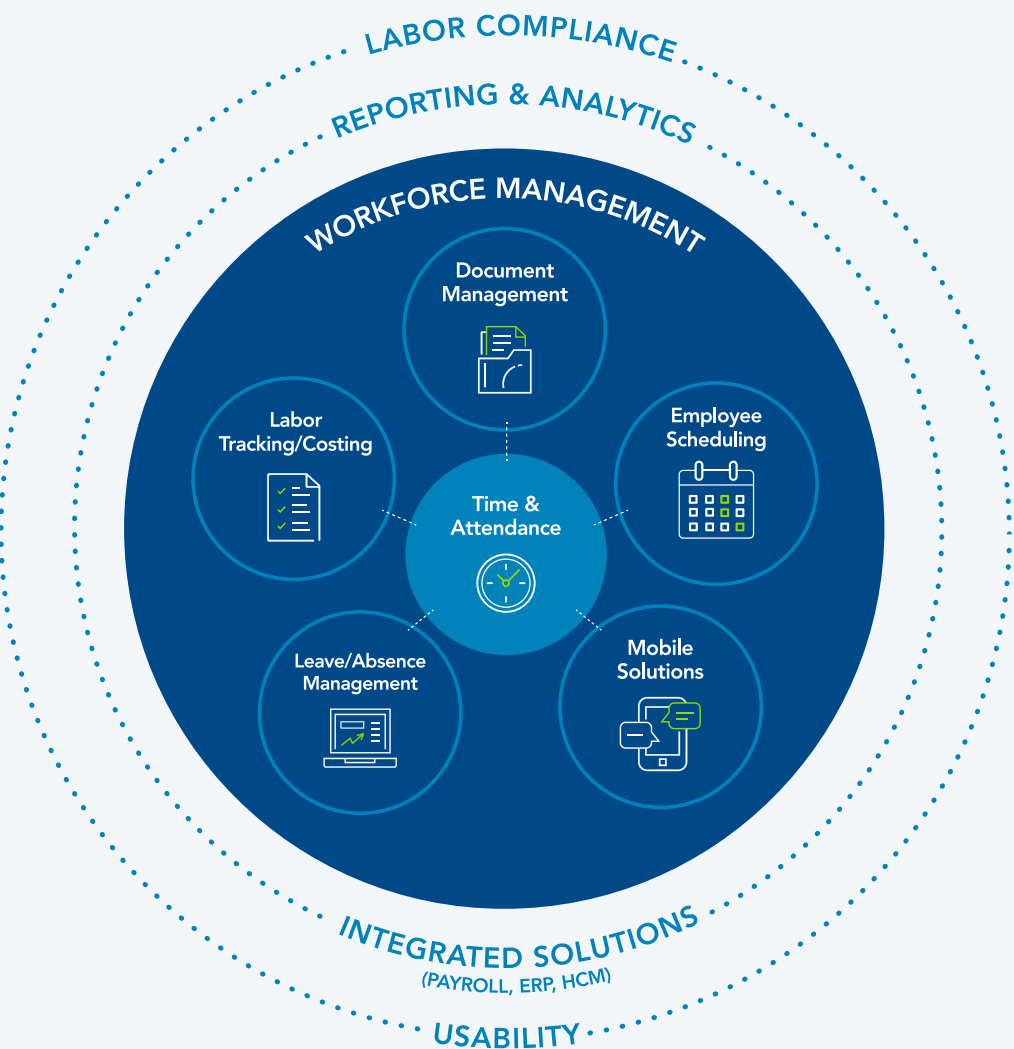 LABOR COMPLIANCE
REPORTING & ANALYTICS
WORKFORCE MANAGEMENT
Document
Management
Labor
Tracking/Costing
Employee
Scheduling
Time &
Attendance
Leave/Absence
Management
Mobile
Solutions
INTEGRATED SOLUTIONS
(PAYROLL, ERP, HCM)
USABILITY